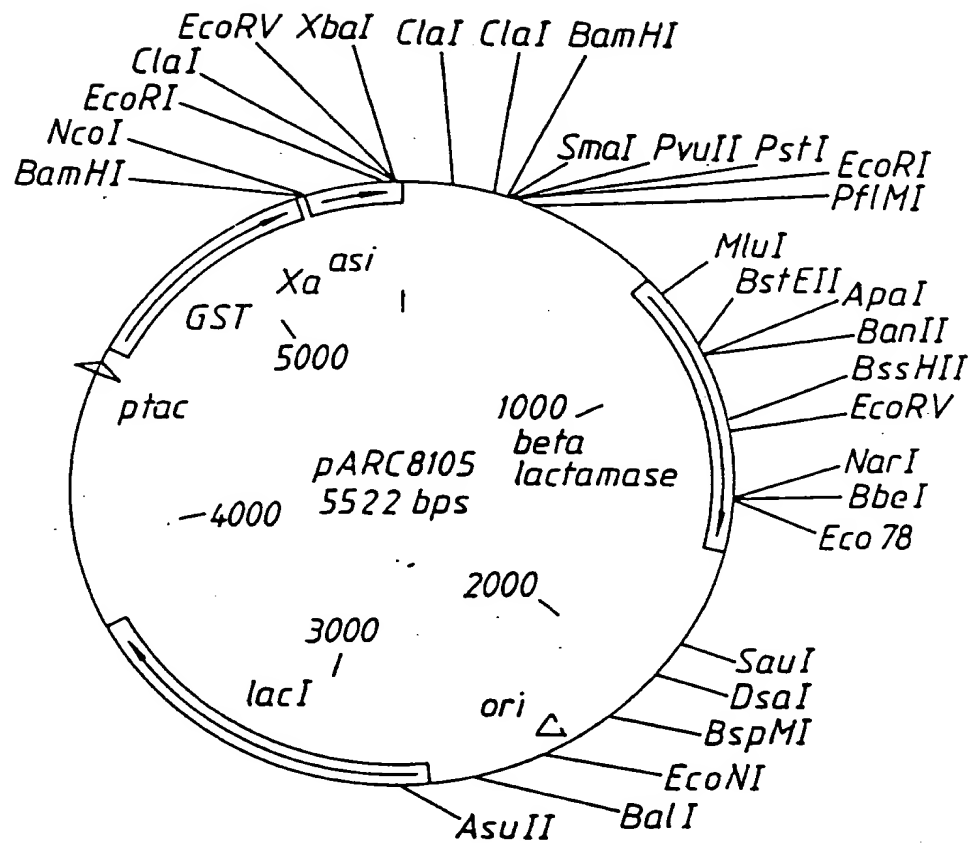 EcoRV XbaI ClaI ClaI BamHI
ClaI
EcoRI
NcoI
BamHI
SmaI PvuII PstI
EcoRI
PflMI
MluI
BstEII
ApaI
BanII
BssHII
EcoRV
NarI
BbeI
Eco 78
SauI
DsaI
BspMI
EcoNI
BalI
AsuII
Xa asi
GST
5000
ptac
1000
beta
lactamase
pARC8105
5522 bps
4000
2000
3000
lacI
ori